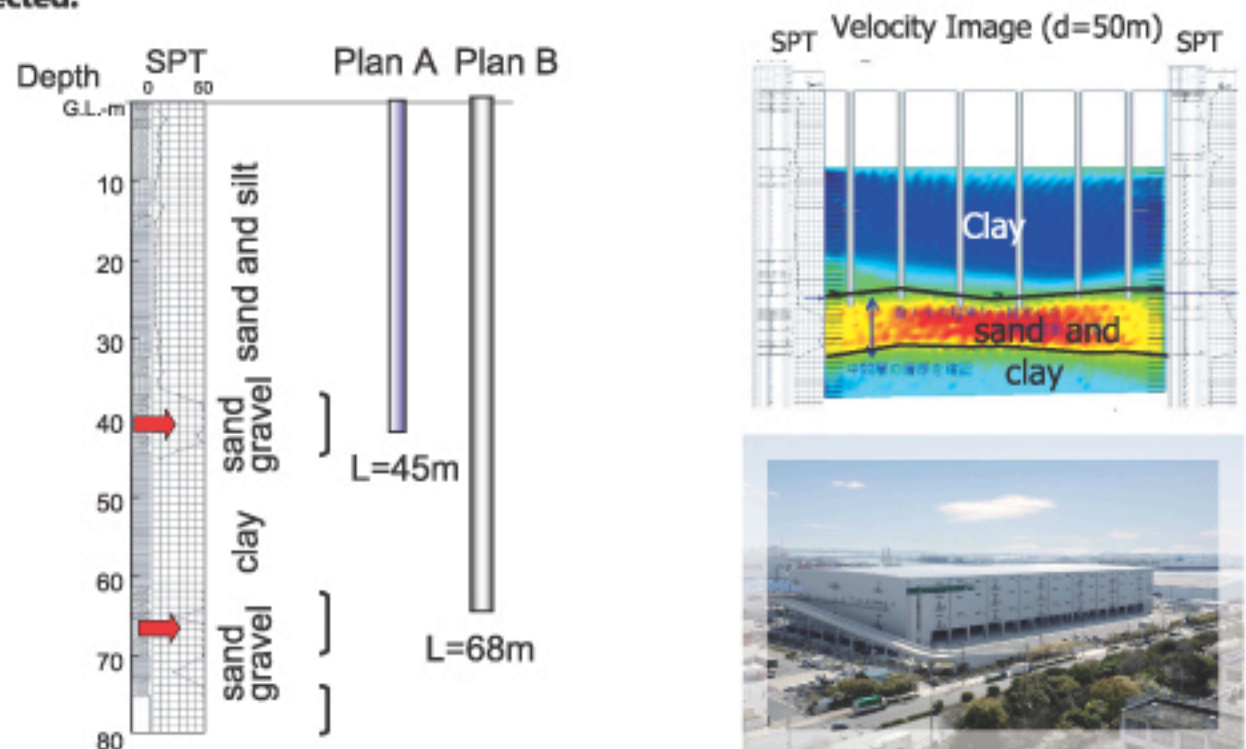 ected.
Depth
SPT
0 50
G.L.-m
10
20
30
40
50
60
70
80
sand and silt
sand
gravel
clay
sand
gravel
Plan A Plan B
L=45m
L=68m
Velocity Image (d=50m)
SPT
SPT
Clay
sand and
clay